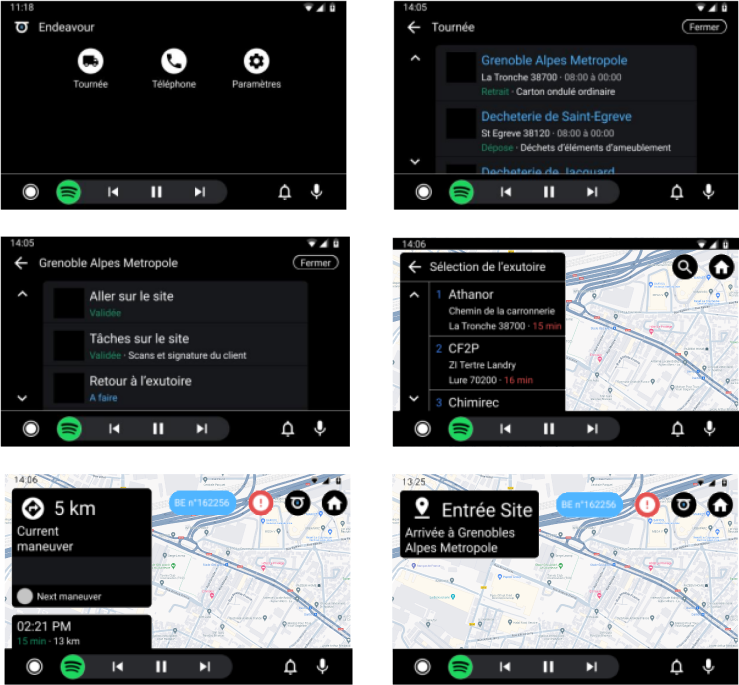 11:18
Endeavour
Tournée
Téléphone
Paramètres
14:05
Tournée
Fermer
Grenoble Alpes Metropole
La Tronche 38700 · 08:00 à 00:00
Retrait · Carton ondulé ordinaire
Decheterie de Saint-Egreve
St Egreve 38120 · 08:00 à 00:00
Dépose · Déchets d'éléments d'ameublement
Decheterie de Jacquard
14:05
Grenoble Alpes Metropole
Fermer
Aller sur le site
Validée
Tâches sur le site
Validée · Scans et signature du client
Retour à l'exutoire
A faire
14:06
Sélection de l'exutoire
1 Athanor
Chemin de la carronnerie
La Tronche 38700 · 15 min
2 CF2P
ZI Tertre Landry
Lure 70200 · 16 min
3 Chimirec
14:06
5 km
Current
maneuver
Next maneuver
02:21 PM
15 min · 13 km
BE n°162256
13:25
Entrée Site
Arrivée à Grenobles
Alpes Metropole
BE n°162256